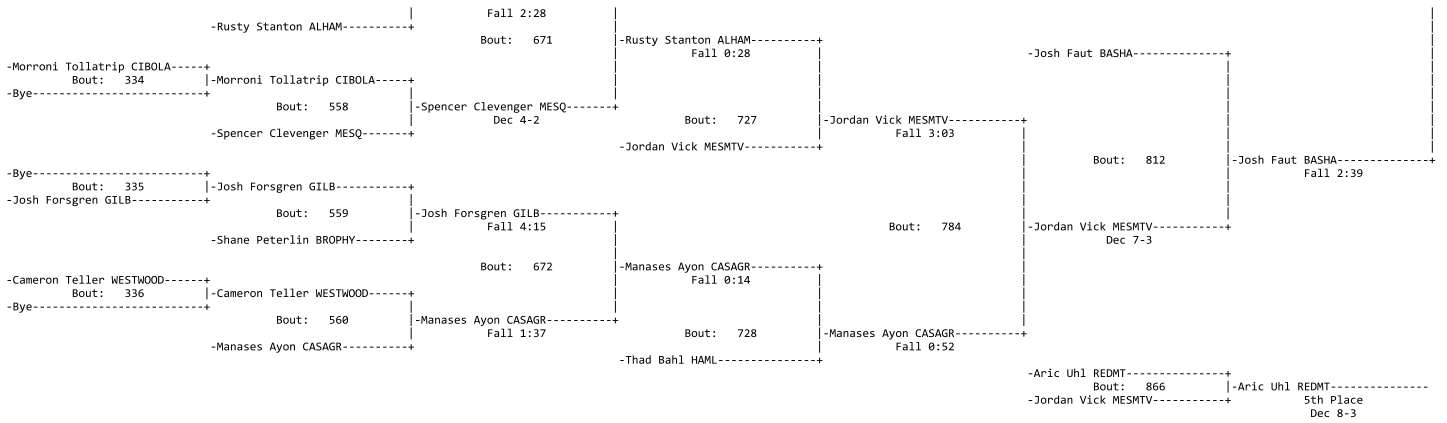 Fall 2:28
-Rusty Stanton ALHAM----------+
Bout: 671 |-Rusty Stanton ALHAM----------+
Fall 0:28 -Josh Faut BASHA--------------+
-Morroni Tollatrip CIBOLA-----+
Bout: 334 |-Morroni Tollatrip CIBOLA-----+
-Bye--------------------------+
Bout: 558 |-Spencer Clevenger MESQ-------+
Dec 4-2 Bout: 727 |-Jordan Vick MESMTV-----------+
-Spencer Clevenger MESQ-------+ Fall 3:03
-Jordan Vick MESMTV-----------+
Bout: 812 |-Josh Faut BASHA--------------+
-Bye--------------------------+ Fall 2:39
Bout: 335 |-Josh Forsgren GILB-----------+
-Josh Forsgren GILB-----------+
Bout: 559 |-Josh Forsgren GILB-----------+
Fall 4:15 Bout: 784 |-Jordan Vick MESMTV-----------+
-Shane Peterlin BROPHY--------+ Dec 7-3
Bout: 672 |-Manases Ayon CASAGR----------+
-Cameron Teller WESTWOOD------+ Fall 0:14
Bout: 336 |-Cameron Teller WESTWOOD------+
-Bye--------------------------+
Bout: 560 |-Manases Ayon CASAGR----------+
Fall 1:37 Bout: 728 |-Manases Ayon CASAGR----------+
-Manases Ayon CASAGR----------+ Fall 0:52
-Thad Bahl HAML---------------+
-Aric Uhl REDMT---------------+
Bout: 866 |-Aric Uhl REDMT---------------
-Jordan Vick MESMTV-----------+ 5th Place
Dec 8-3